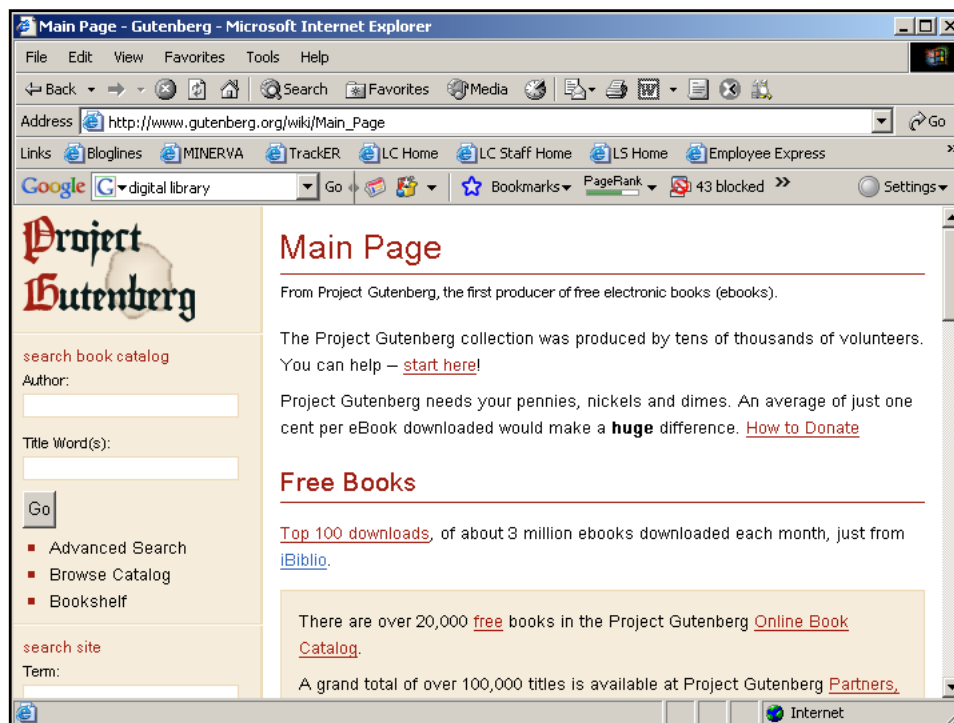 Main Page - Gutenberg - Microsoft Internet Explorer
File Edit View Favorites Tools Help
Back Search Favorites Media
Address http://www.gutenberg.org/wiki/Main_Page Go
Links Bloglines MINERVA TrackER LC Home LC Staff Home LS Home Employee Express »
Google G digital library Go Bookmarks PageRank 43 blocked » Settings
Project
Gutenberg
search book catalog
Author:
Title Word(s):
Go
Advanced Search
Browse Catalog
Bookshelf
search site
Term:
Main Page
From Project Gutenberg, the first producer of free electronic books (ebooks).
The Project Gutenberg collection was produced by tens of thousands of volunteers.
You can help – start here!
Project Gutenberg needs your pennies, nickels and dimes. An average of just one
cent per eBook downloaded would make a huge difference. How to Donate
Free Books
Top 100 downloads, of about 3 million ebooks downloaded each month, just from
iBiblio.
There are over 20,000 free books in the Project Gutenberg Online Book
Catalog.
A grand total of over 100,000 titles is available at Project Gutenberg Partners,
Internet